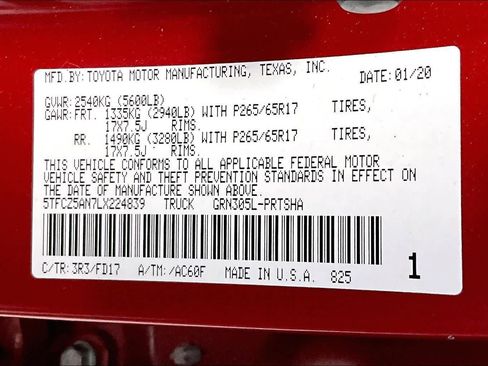 MFD.BY:TOYOTA MOTOR MANUFACTURING, TEXAS, INC. DATE:01/20
GVWR:2540KG (5600LB)
GAWR:FRT. 1335KG (2940LB) WITH P265/65R17 TIRES,
17X7.5J RIMS.
RR. 1490KG (3280LB) WITH P265/65R17 TIRES,
17X7.5J RIMS.
THIS VEHICLE CONFORMS TO ALL APPLICABLE FEDERAL MOTOR
VEHICLE SAFETY AND THEFT PREVENTION STANDARDS IN EFFECT ON
THE DATE OF MANUFACTURE SHOWN ABOVE.
5TFCZ5AN7LX224839 TRUCK GRN305L-PRTSHA
C/TR:3R3/FD17 A/TM:/AC60F MADE IN U.S.A. 825 1